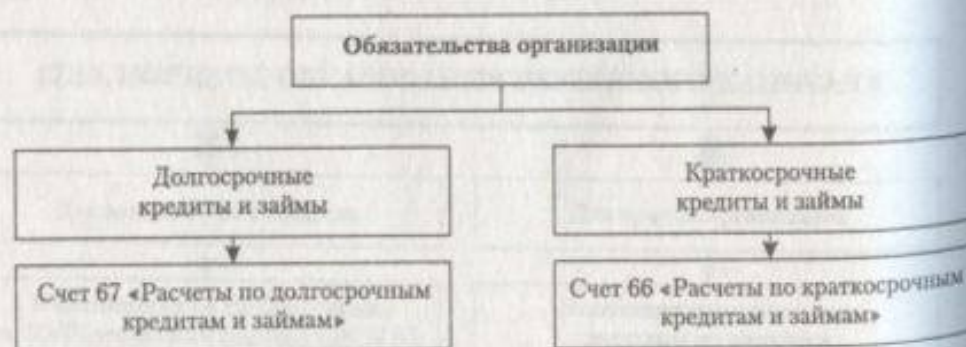 Обязательства организации
Долгосрочные
кредиты и займы
Краткосрочные
кредиты и займы
Счет 67 «Расчеты по долгосрочным
кредитам и займам»
Счет 66 «Расчеты по краткосрочным
кредитам и займам»